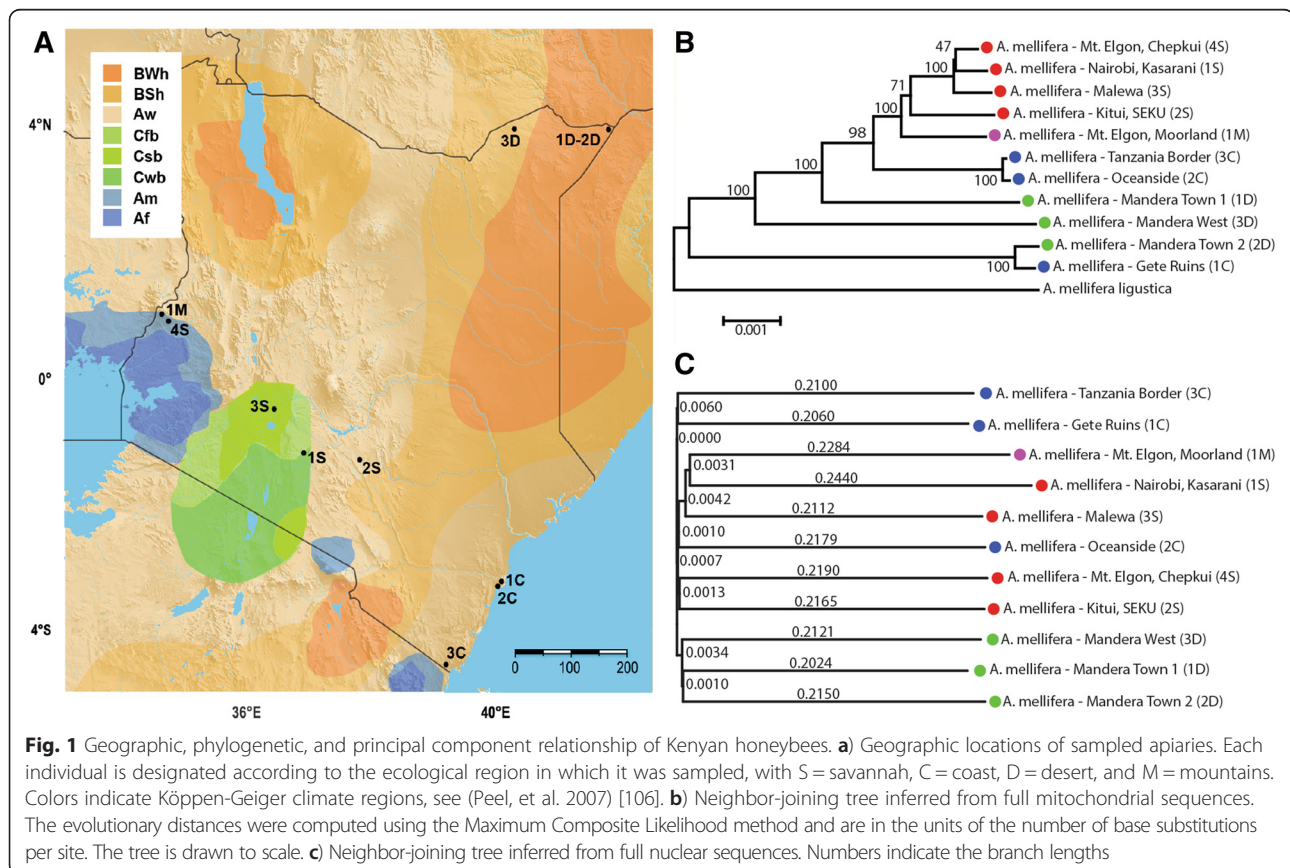 A
BWh
BSh
Aw
Cfb
Csb
Cwb
Am
Af
4°N
0°
4°S
36°E
40°E
3D
1D-2D
1M
4S
3S
1S
2S
1C
2C
3C
0 100 200
B
47
A. mellifera - Mt. Elgon, Chepkui (4S)
100
A. mellifera - Nairobi, Kasarani (1S)
71
A. mellifera - Malewa (3S)
100
A. mellifera - Kitui, SEKU (2S)
98
A. mellifera - Mt. Elgon, Moorland (1M)
100
A. mellifera - Tanzania Border (3C)
100
A. mellifera - Oceanside (2C)
100
A. mellifera - Mandera Town 1 (1D)
A. mellifera - Mandera West (3D)
A. mellifera - Mandera Town 2 (2D)
100
A. mellifera - Gete Ruins (1C)
A. mellifera ligustica
0.001
C
0.2100 A. mellifera - Tanzania Border (3C)
0.0060
0.2060 A. mellifera - Gete Ruins (1C)
0.0000
0.2284 A. mellifera - Mt. Elgon, Moorland (1M)
0.0031
0.2440 A. mellifera - Nairobi, Kasarani (1S)
0.0042
0.2112 A. mellifera - Malewa (3S)
0.0010
0.2179 A. mellifera - Oceanside (2C)
0.0007
0.2190 A. mellifera - Mt. Elgon, Chepkui (4S)
0.0013
0.2165 A. mellifera - Kitui, SEKU (2S)
0.2121 A. mellifera - Mandera West (3D)
0.0034
0.2024 A. mellifera - Mandera Town 1 (1D)
0.0010
0.2150 A. mellifera - Mandera Town 2 (2D)
Fig. 1 Geographic, phylogenetic, and principal component relationship of Kenyan honeybees. a) Geographic locations of sampled apiaries. Each
individual is designated according to the ecological region in which it was sampled, with S = savannah, C = coast, D = desert, and M = mountains.
Colors indicate Köppen-Geiger climate regions, see (Peel, et al. 2007) [106]. b) Neighbor-joining tree inferred from full mitochondrial sequences.
The evolutionary distances were computed using the Maximum Composite Likelihood method and are in the units of the number of base substitutions
per site. The tree is drawn to scale. c) Neighbor-joining tree inferred from full nuclear sequences. Numbers indicate the branch lengths